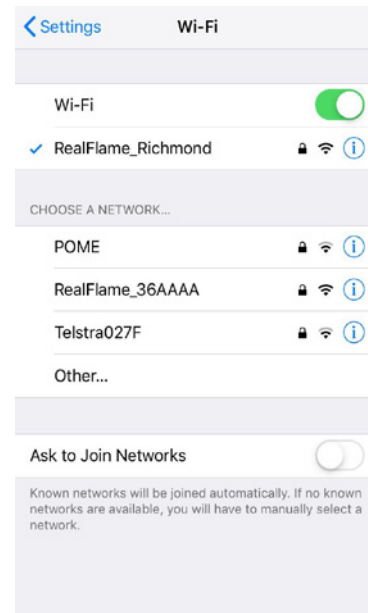 Settings Wi-Fi
Wi-Fi
RealFlame_Richmond
CHOOSE A NETWORK...
POME
RealFlame_36AAAA
Telstra027F
Other...
Ask to Join Networks
Known networks will be joined automatically. If no known
networks are available, you will have to manually select a
network.